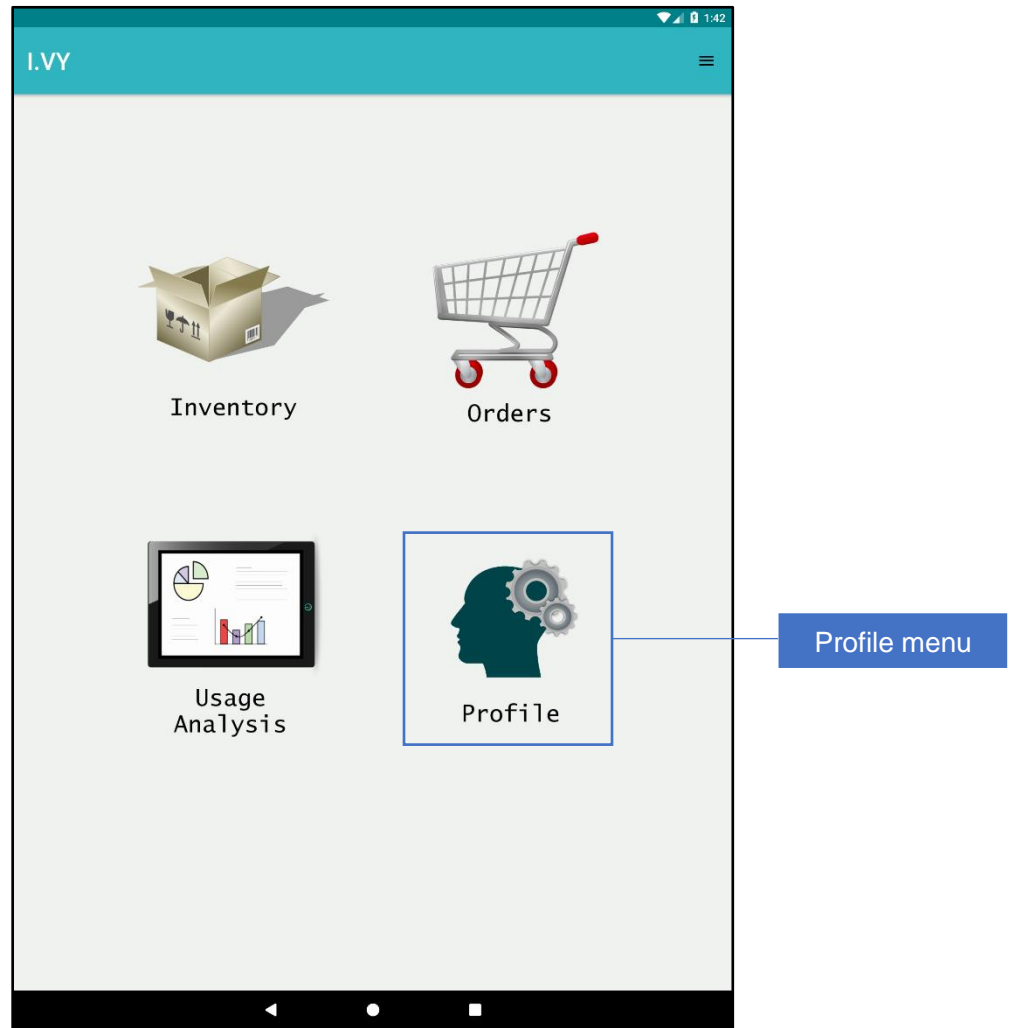 1:42
I.VY
Inventory
Orders
Usage
Analysis
Profile
Profile menu